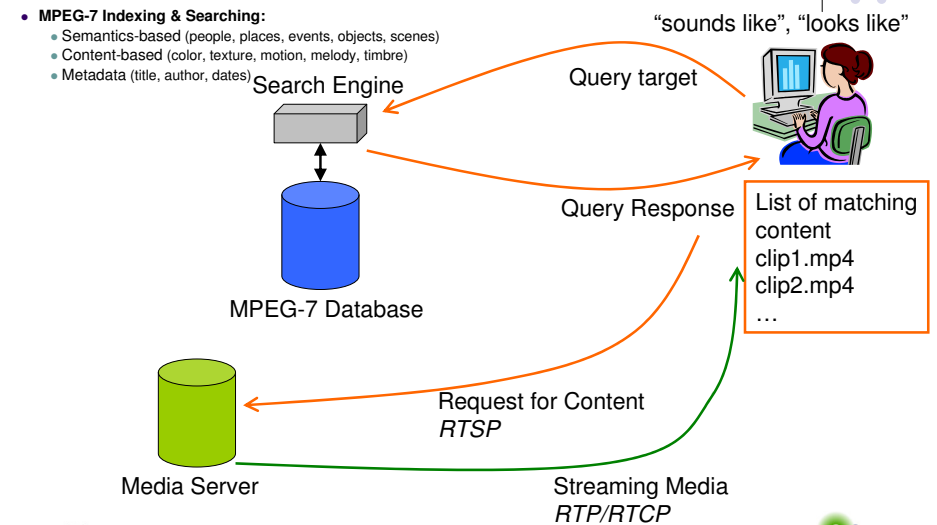 MPEG-7 Indexing & Searching:
Semantics-based (people, places, events, objects, scenes)
Content-based (color, texture, motion, melody, timbre)
Metadata (title, author, dates)
“sounds like”, “looks like”
Search Engine
Query target
Query Response
List of matching
content
clip1.mp4
clip2.mp4
…
MPEG-7 Database
Request for Content
RTSP
Media Server
Streaming Media
RTP/RTCP